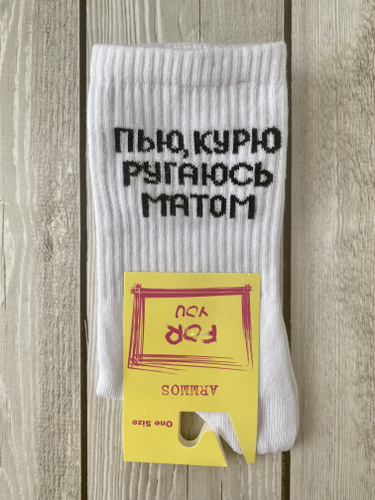 ПЬЮ, КУРЮ
РУГАЮСЬ
МАТОМ
FOR
YOU
ARMMOS
One Size